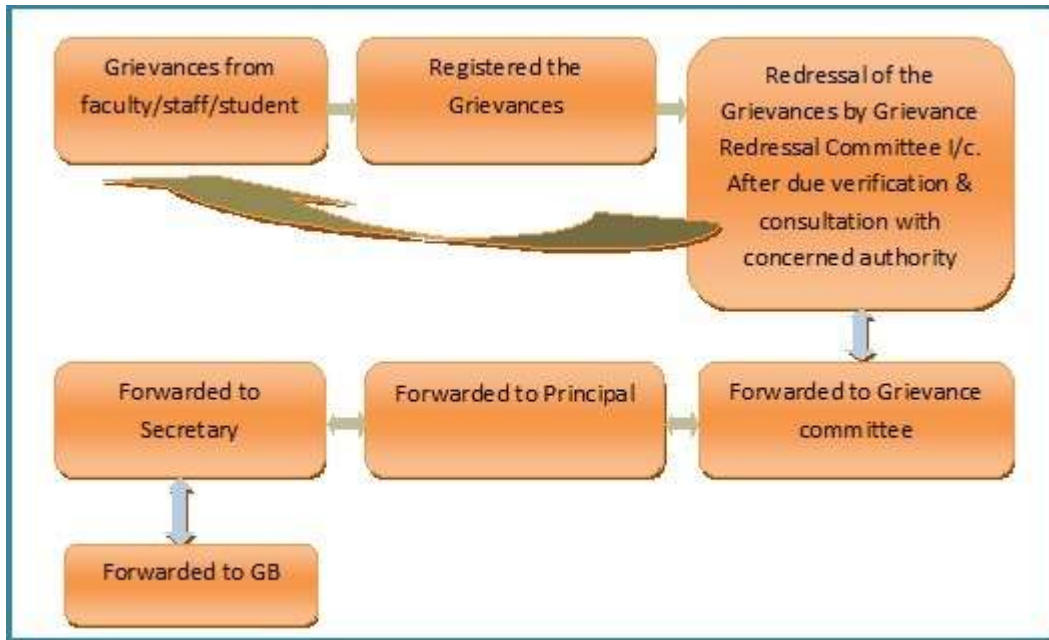 Grievances from
faculty/staff/student
Registered the
Grievances
Redressal of the
Grievances by Grievance
Redressal Committee I/c.
After due verification &
consultation with
concerned authority
Forwarded to
Secretary
Forwarded to Principal
Forwarded to Grievance
committee
Forwarded to GB